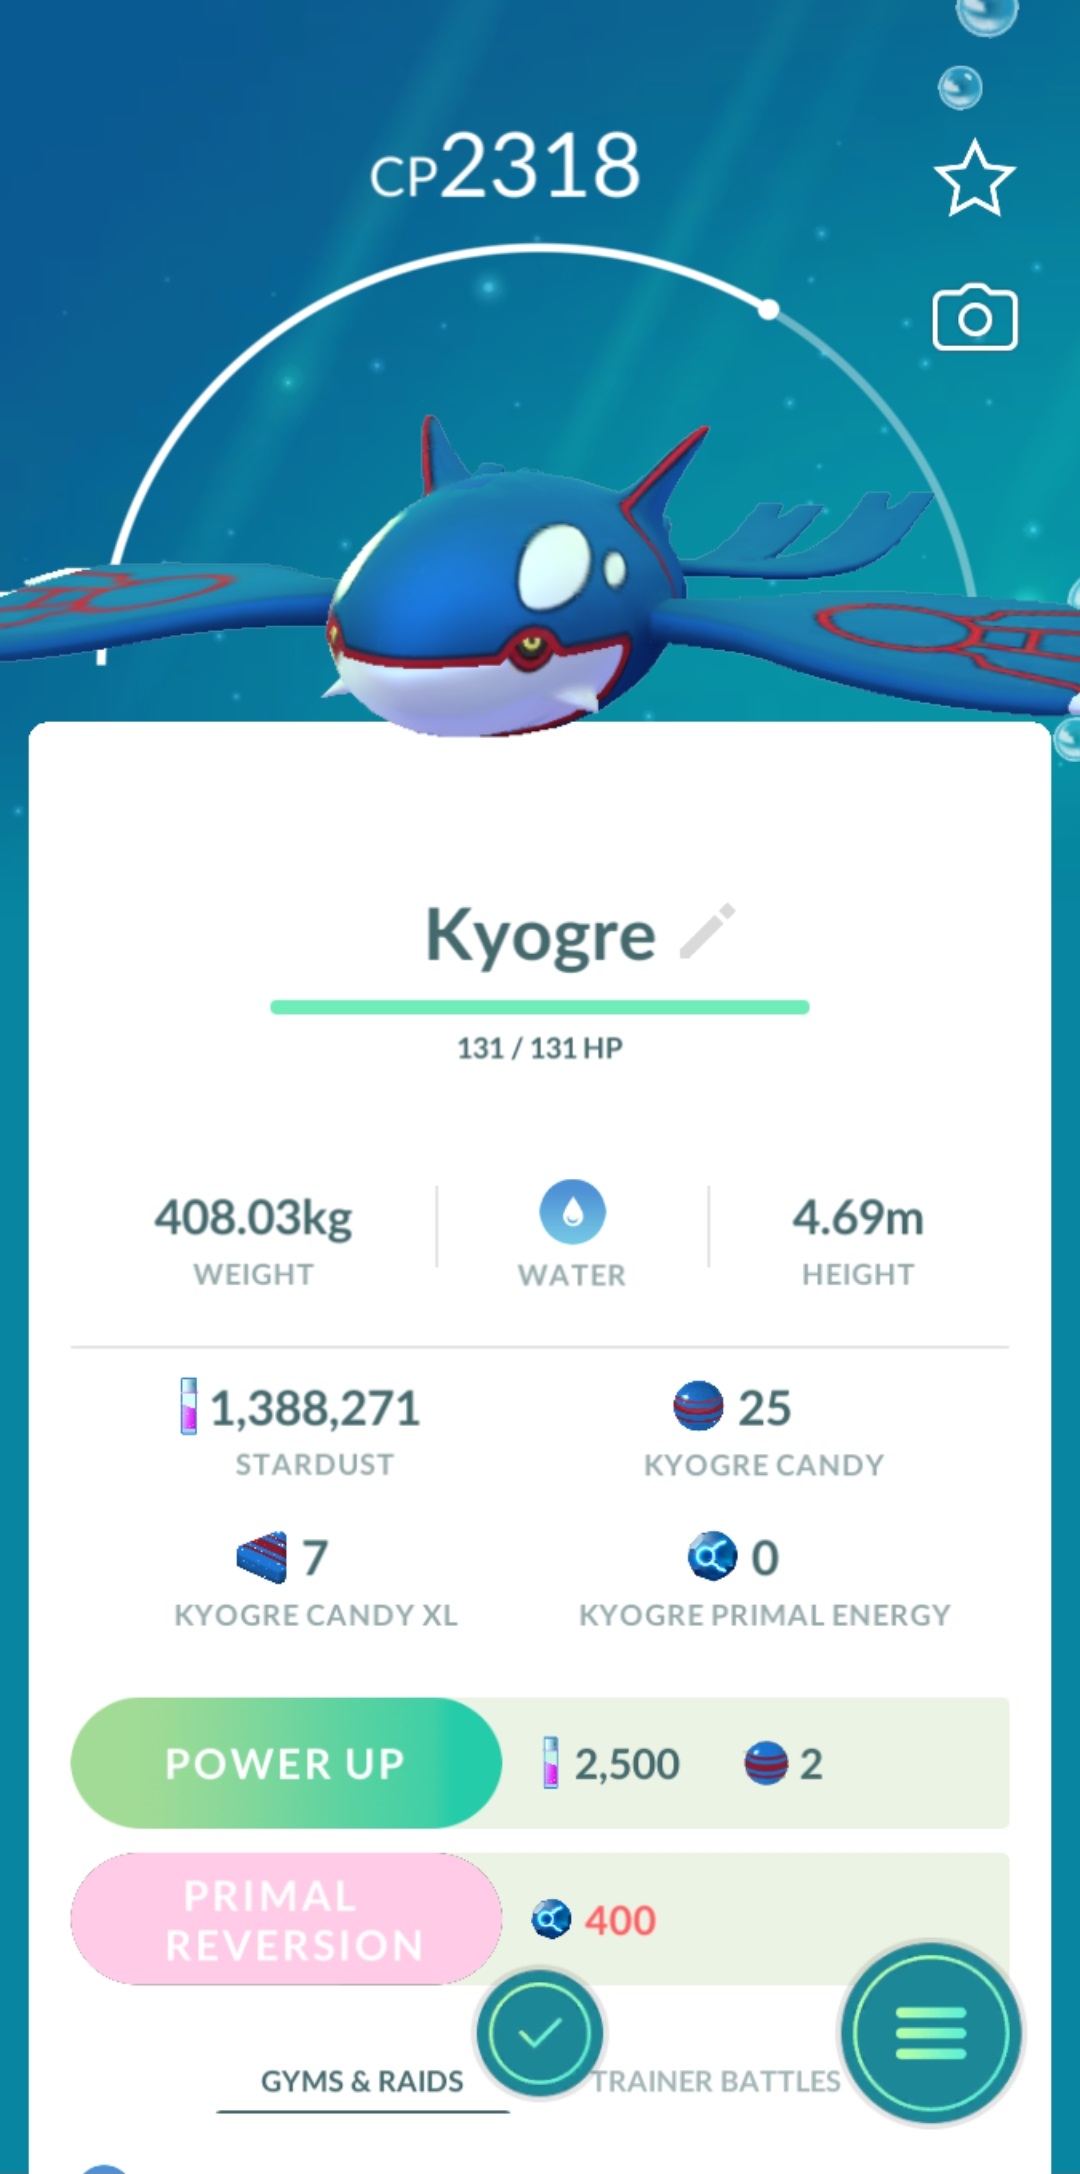 CP2318
Kyogre
131 / 131 HP
408.03kg
WEIGHT
WATER
4.69m
HEIGHT
1,388,271
STARDUST
25
KYOGRE CANDY
7
KYOGRE CANDY XL
0
KYOGRE PRIMAL ENERGY
POWER UP
2,500
2
PRIMAL
REVERSION
400
GYMS & RAIDS
TRAINER BATTLES